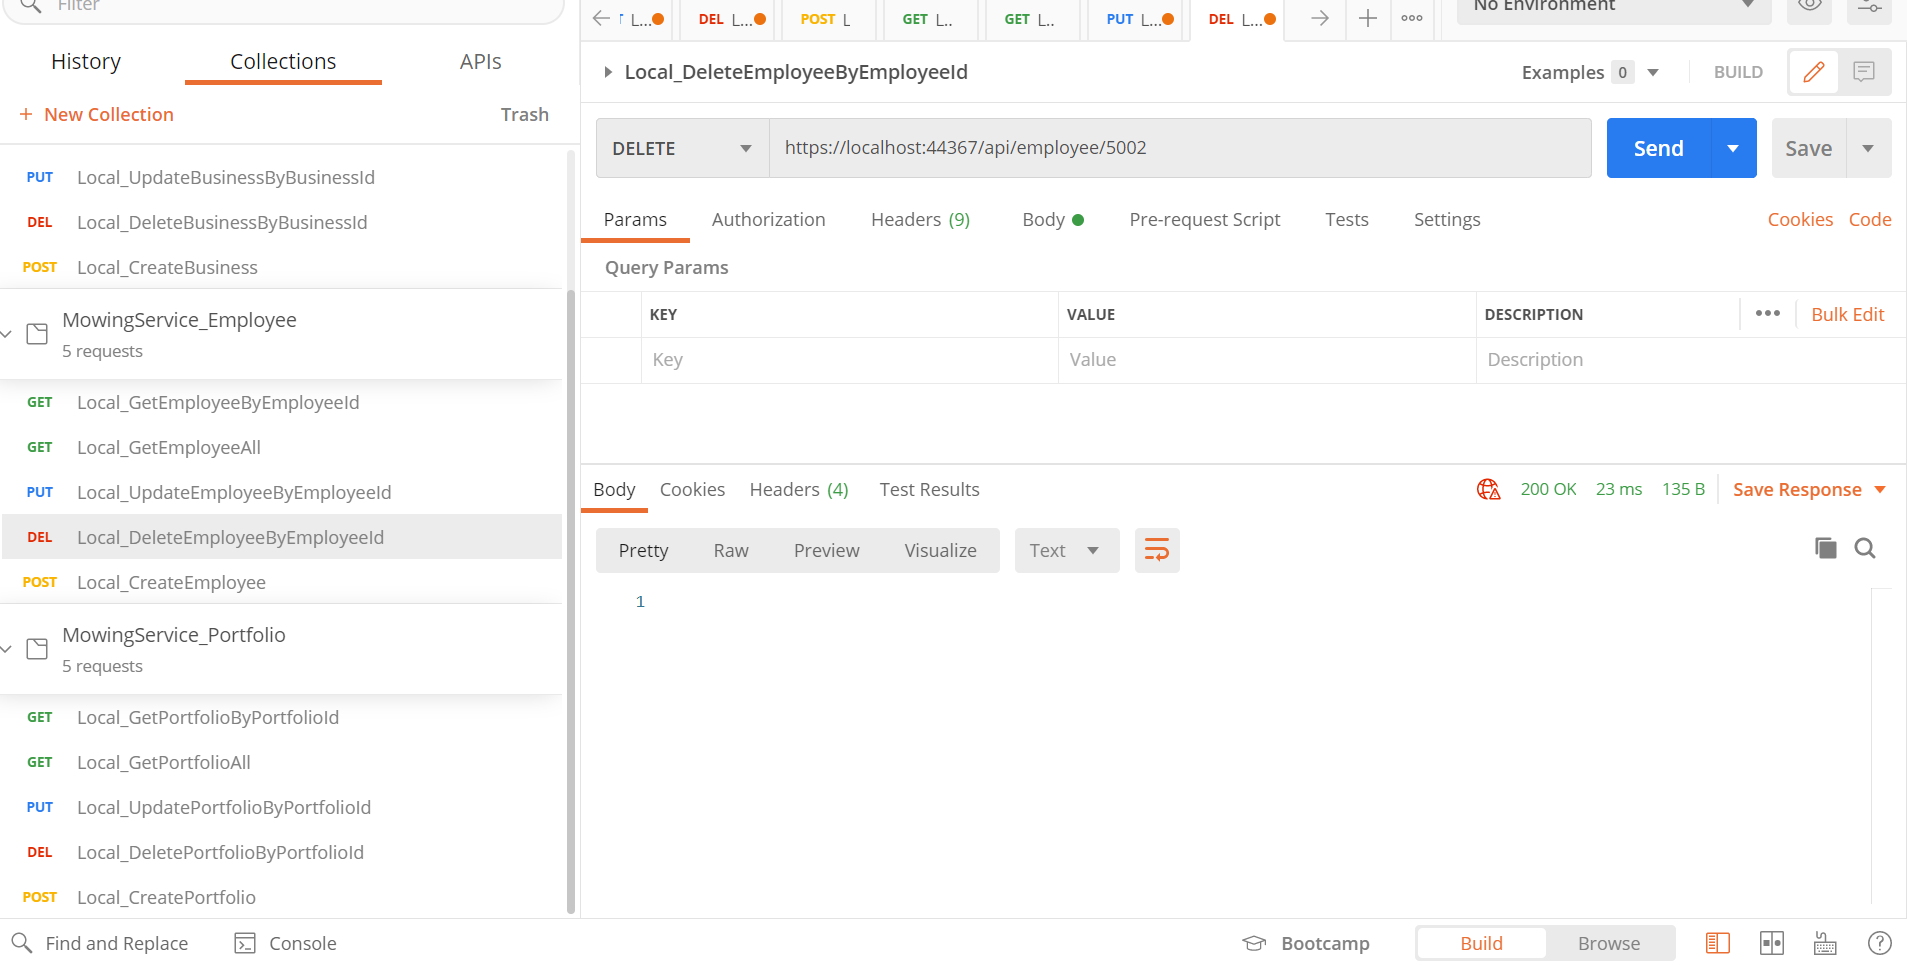 Filter
History Collections APIs
+ New Collection Trash
PUT Local_UpdateBusinessByBusinessId
DEL Local_DeleteBusinessByBusinessId
POST Local_CreateBusiness
MowingService_Employee
5 requests
GET Local_GetEmployeeByEmployeeId
GET Local_GetEmployeeAll
PUT Local_UpdateEmployeeByEmployeeId
DEL Local_DeleteEmployeeByEmployeeId
POST Local_CreateEmployee
MowingService_Portfolio
5 requests
GET Local_GetPortfolioByPortfolioId
GET Local_GetPortfolioAll
PUT Local_UpdatePortfolioByPortfolioId
DEL Local_DeletePortfolioByPortfolioId
POST Local_CreatePortfolio
L... DEL L... POST L GET L.. GET L.. PUT L... DEL L... No Environment
Local_DeleteEmployeeByEmployeeId Examples 0 BUILD
DELETE https://localhost:44367/api/employee/5002 Send Save
Params Authorization Headers (9) Body Pre-request Script Tests Settings Cookies Code
Query Params
KEY VALUE DESCRIPTION ••• Bulk Edit
Key Value Description
Body Cookies Headers (4) Test Results 200 OK 23 ms 135 B Save Response
Pretty Raw Preview Visualize Text
1
Find and Replace Console Bootcamp Build Browse